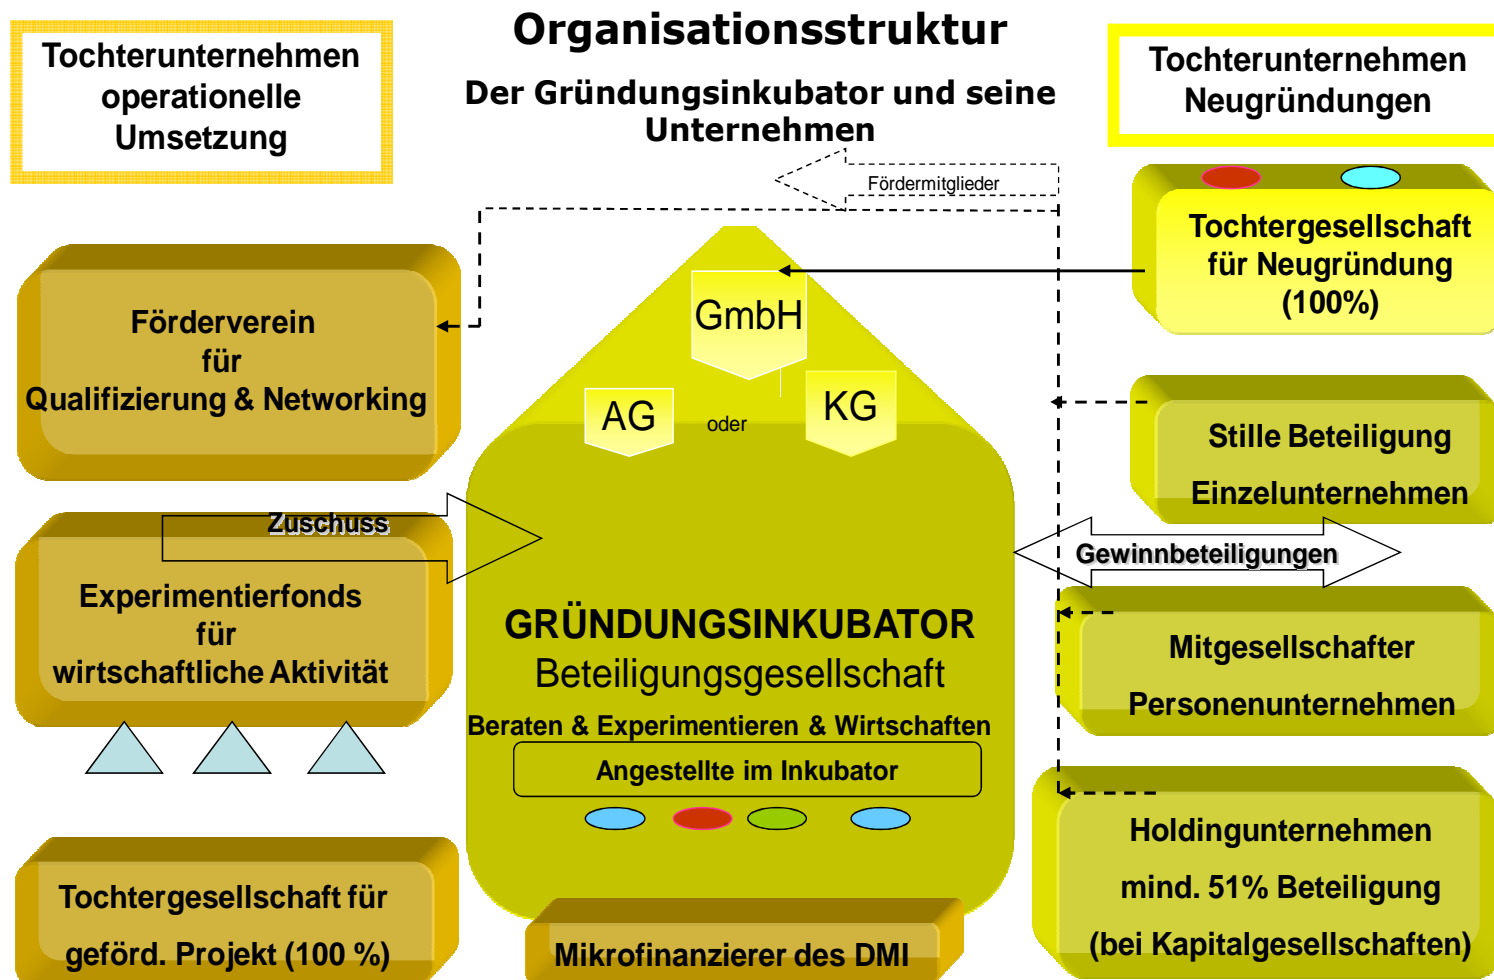 Organisationsstruktur
Der Gründungsinkubator und seine
Unternehmen
Tochterunternehmen
operationelle
Umsetzung
Tochterunternehmen
Neugründungen
Fördermitglieder
Förderverein
für
Qualifizierung & Networking
Zuschuss
Experimentierfonds
für
wirtschaftliche Aktivität
Tochtergesellschaft für
geförd. Projekt (100 %)
GmbH
AG
oder
KG
GRÜNDUNGSINKUBATOR
Beteiligungsgesellschaft
Beraten & Experimentieren & Wirtschaften
Angestellte im Inkubator
Mikrofinanzierer des DMI
Tochtergesellschaft
für Neugründung
(100%)
Stille Beteiligung
Einzelunternehmen
Gewinnbeteiligungen
Mitgesellschafter
Personenunternehmen
Holdingunternehmen
mind. 51% Beteiligung
(bei Kapitalgesellschaften)